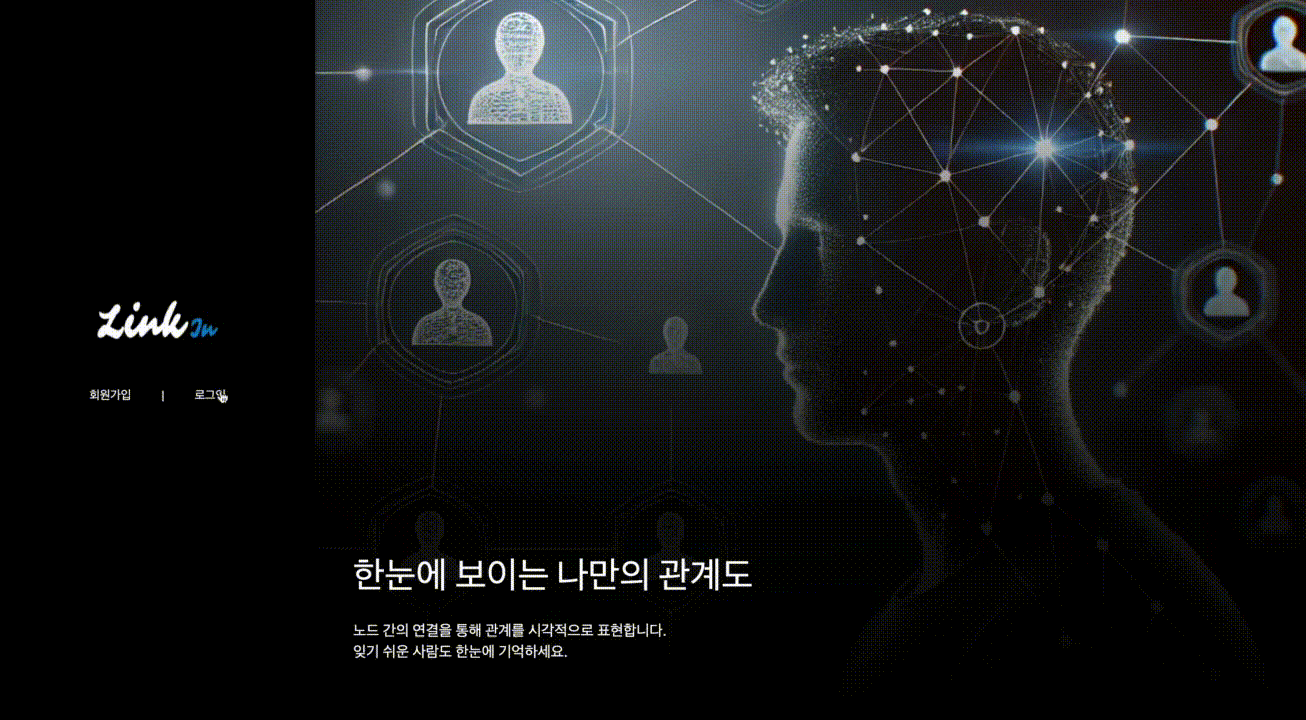 Link In
회원가입 | 로그인
한눈에 보이는 나만의 관계도
노드 간의 연결을 통해 관계를 시각적으로 표현합니다.
잊기 쉬운 사람도 한눈에 기억하세요.